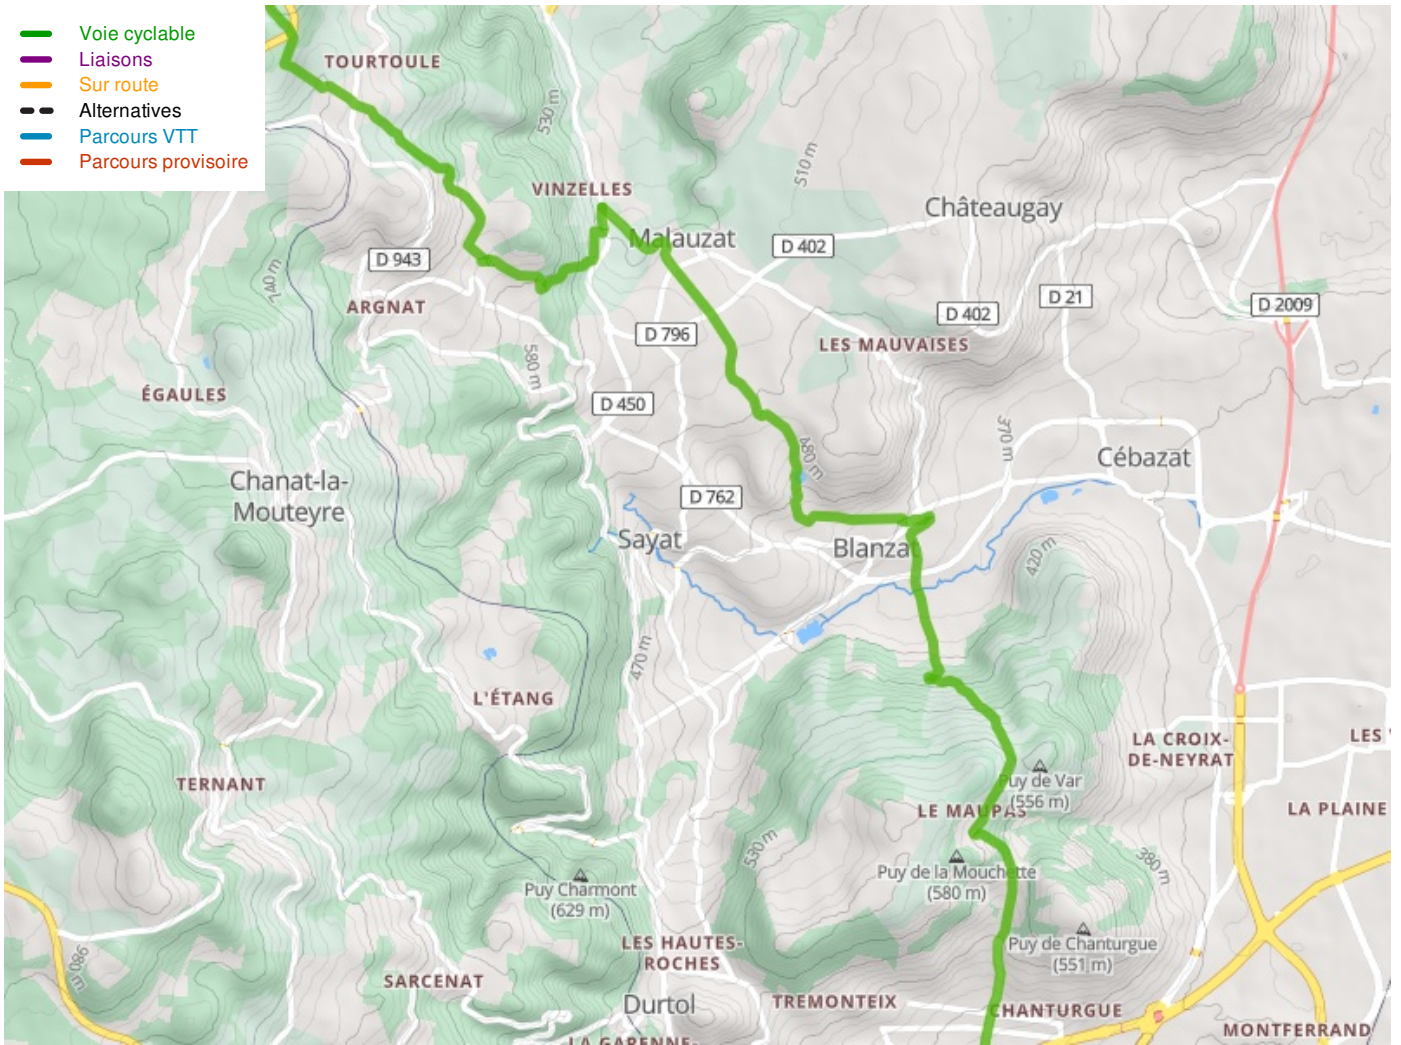 Voie cyclable
Liaisons
Sur route
Alternatives
Parcours VTT
Parcours provisoire
TOURTOULE
530 m
VINZELLES
510 m
Châteaugay
Malauzat
D 402
D 943
740 m
ARGNAT
D 21
D 2009
D 402
D 796
LES MAUVAISES
580 m
ÉGAULES
D 450
370 m
480 m
Cébazat
Chanat-la-
Mouteyre
D 762
Sayat
Blanzat
420 m
470 m
L'ÉTANG
LA CROIX-
DE-NEYRAT
LES
TERNANT
Puy de Var
(556 m)
LE MAUPAS
LA PLAINE
530 m
380 m
Puy de la Mouchette
(580 m)
Puy Charmont
(629 m)
Puy de Chanturgue
(551 m)
LES HAUTES-
ROCHES
980 m
SARCENAT
Durtol
TREMONTEIX
CHANTURGUE
MONTFERRAND
LA GARENNE-